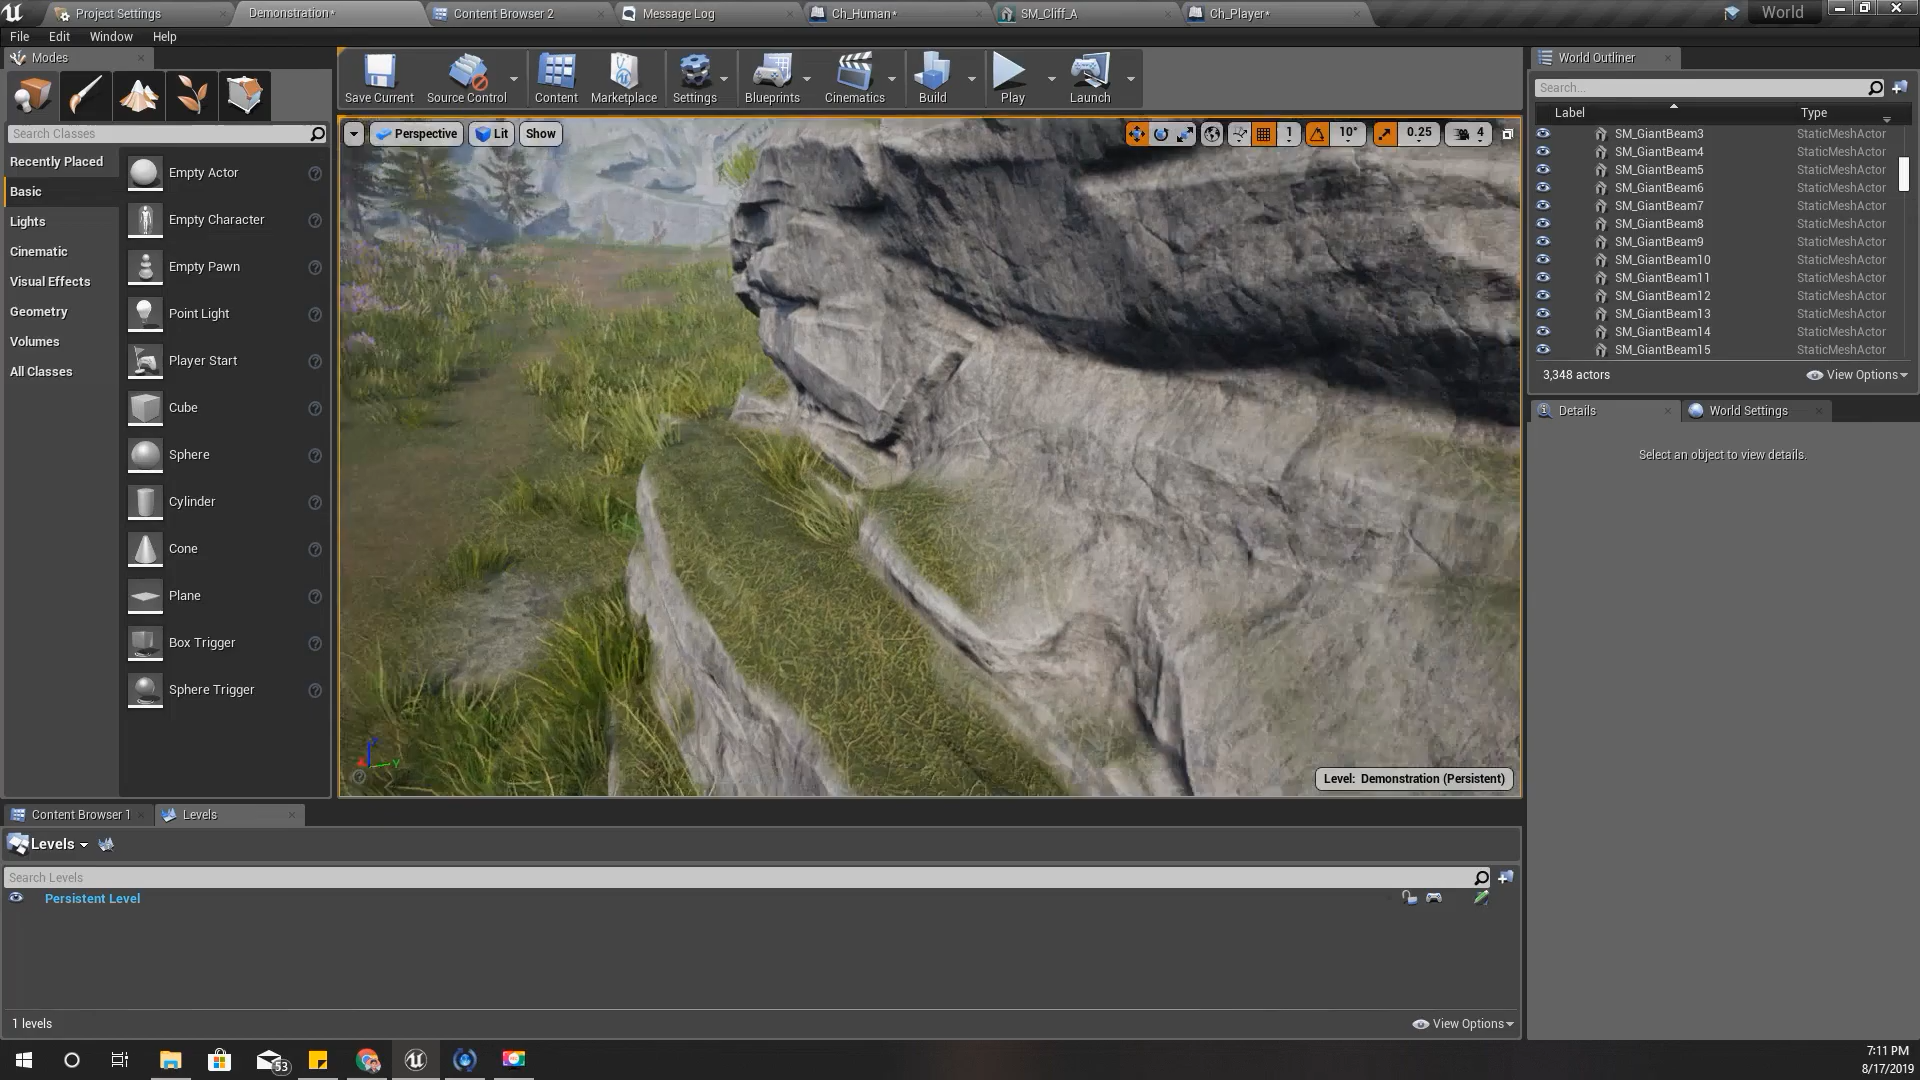 Project Settings
Demonstration*
Content Browser 2
Message Log
Ch_Human*
SM_Cliff_A
Ch_Player*
World
File Edit Window Help
Modes
Search Classes
Recently Placed
Basic
Lights
Cinematic
Visual Effects
Geometry
Volumes
All Classes
Empty Actor
Empty Character
Empty Pawn
Point Light
Player Start
Cube
Sphere
Cylinder
Cone
Plane
Box Trigger
Sphere Trigger
Save Current
Source Control
Content
Marketplace
Settings
Blueprints
Cinematics
Build
Play
Launch
Perspective
Lit
Show
1
10°
0.25
4
Y
Level: Demonstration (Persistent)
World Outliner
Search...
Label Type
SM_GiantBeam3 StaticMeshActor
SM_GiantBeam4 StaticMeshActor
SM_GiantBeam5 StaticMeshActor
SM_GiantBeam6 StaticMeshActor
SM_GiantBeam7 StaticMeshActor
SM_GiantBeam8 StaticMeshActor
SM_GiantBeam9 StaticMeshActor
SM_GiantBeam10 StaticMeshActor
SM_GiantBeam11 StaticMeshActor
SM_GiantBeam12 StaticMeshActor
SM_GiantBeam13 StaticMeshActor
SM_GiantBeam14 StaticMeshActor
SM_GiantBeam15 StaticMeshActor
3,348 actors
View Options
Details
World Settings
Select an object to view details.
Content Browser 1
Levels
Levels
Search Levels
Persistent Level
1 levels
View Options
53
7:11 PM
8/17/2019